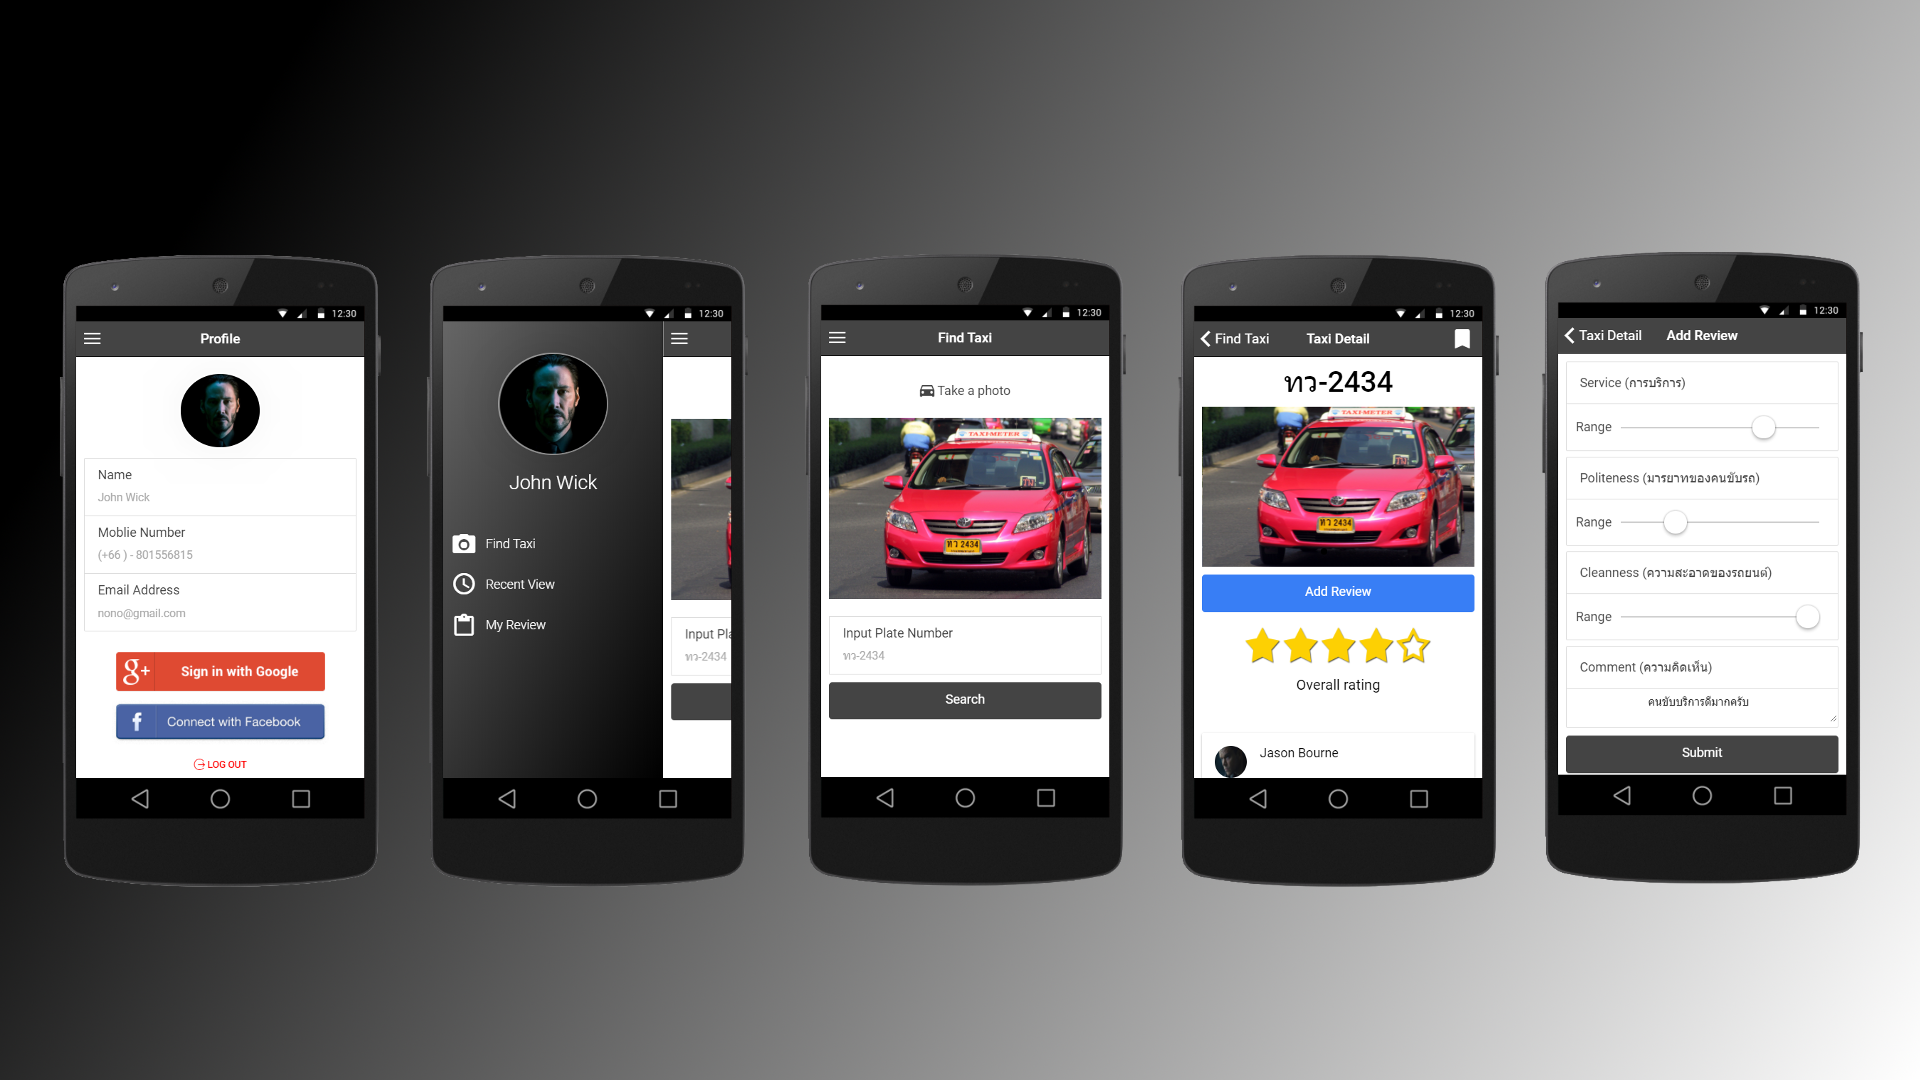 12:30
Profile
Name
John Wick
Moblie Number
(+66 ) - 801556815
Email Address
nono@gmail.com
g+ Sign in with Google
f Connect with Facebook
LOG OUT
12:30
John Wick
Find Taxi
Recent View
My Review
Input Pla
ทว-2434
12:30
Find Taxi
Take a photo
TAXI-METER
ทว 2434
Input Plate Number
ทว-2434
Search
12:30
Find Taxi
Taxi Detail
ทว-2434
TAXI-METER
ทว 2434
Add Review
Overall rating
Jason Bourne
12:30
Taxi Detail
Add Review
Service (การบริการ)
Range
Politeness (มารยาทของคนขับรถ)
Range
Cleanness (ความสะอาดของรถยนต์)
Range
Comment (ความคิดเห็น)
คนขับบริการดีมากครับ
Submit